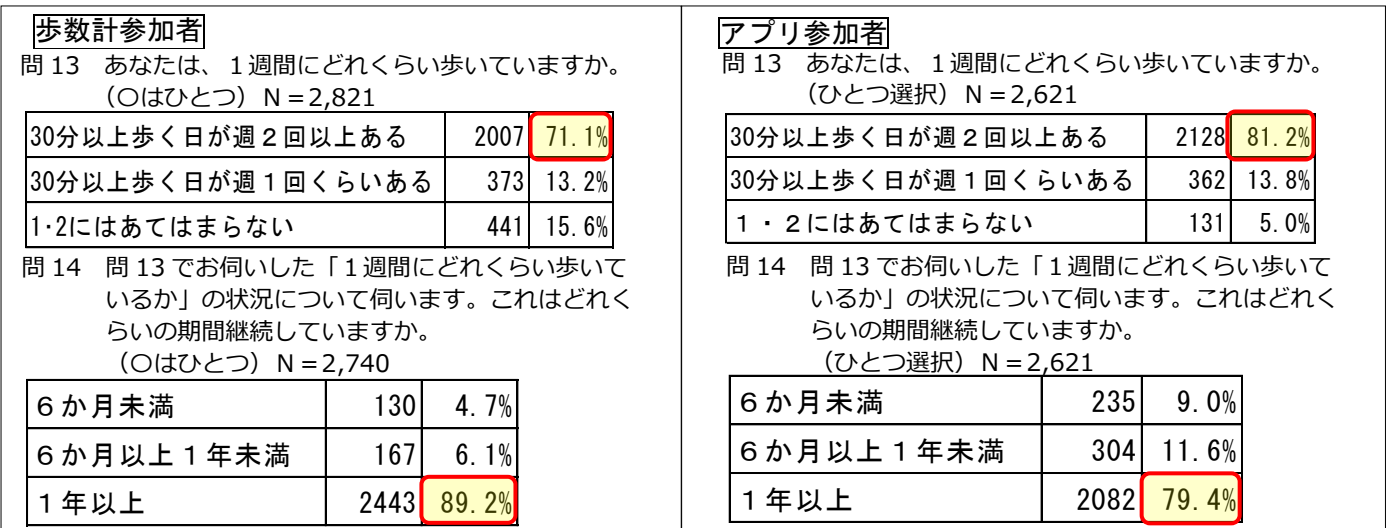 歩数計参加者
問 13　あなたは、１週間にどれくらい歩いていますか。
（〇はひとつ）N＝2,821
30分以上歩く日が週２回以上ある 2007 71.1%
30分以上歩く日が週１回くらいある 373 13.2%
1･2にはあてはまらない 441 15.6%
問 14　問 13 でお伺いした「１週間にどれくらい歩いて
いるか」の状況について伺います。これはどれく
らいの期間継続していますか。
（〇はひとつ）N＝2,740
６か月未満 130 4.7%
６か月以上１年未満 167 6.1%
１年以上 2443 89.2%
アプリ参加者
問 13　あなたは、１週間にどれくらい歩いていますか。
（ひとつ選択）N＝2,621
30分以上歩く日が週２回以上ある 2128 81.2%
30分以上歩く日が週１回くらいある 362 13.8%
１・２にはあてはまらない 131 5.0%
問 14　問 13 でお伺いした「１週間にどれくらい歩いて
いるか」の状況について伺います。これはどれく
らいの期間継続していますか。
（ひとつ選択）N＝2,621
６か月未満 235 9.0%
６か月以上１年未満 304 11.6%
１年以上 2082 79.4%